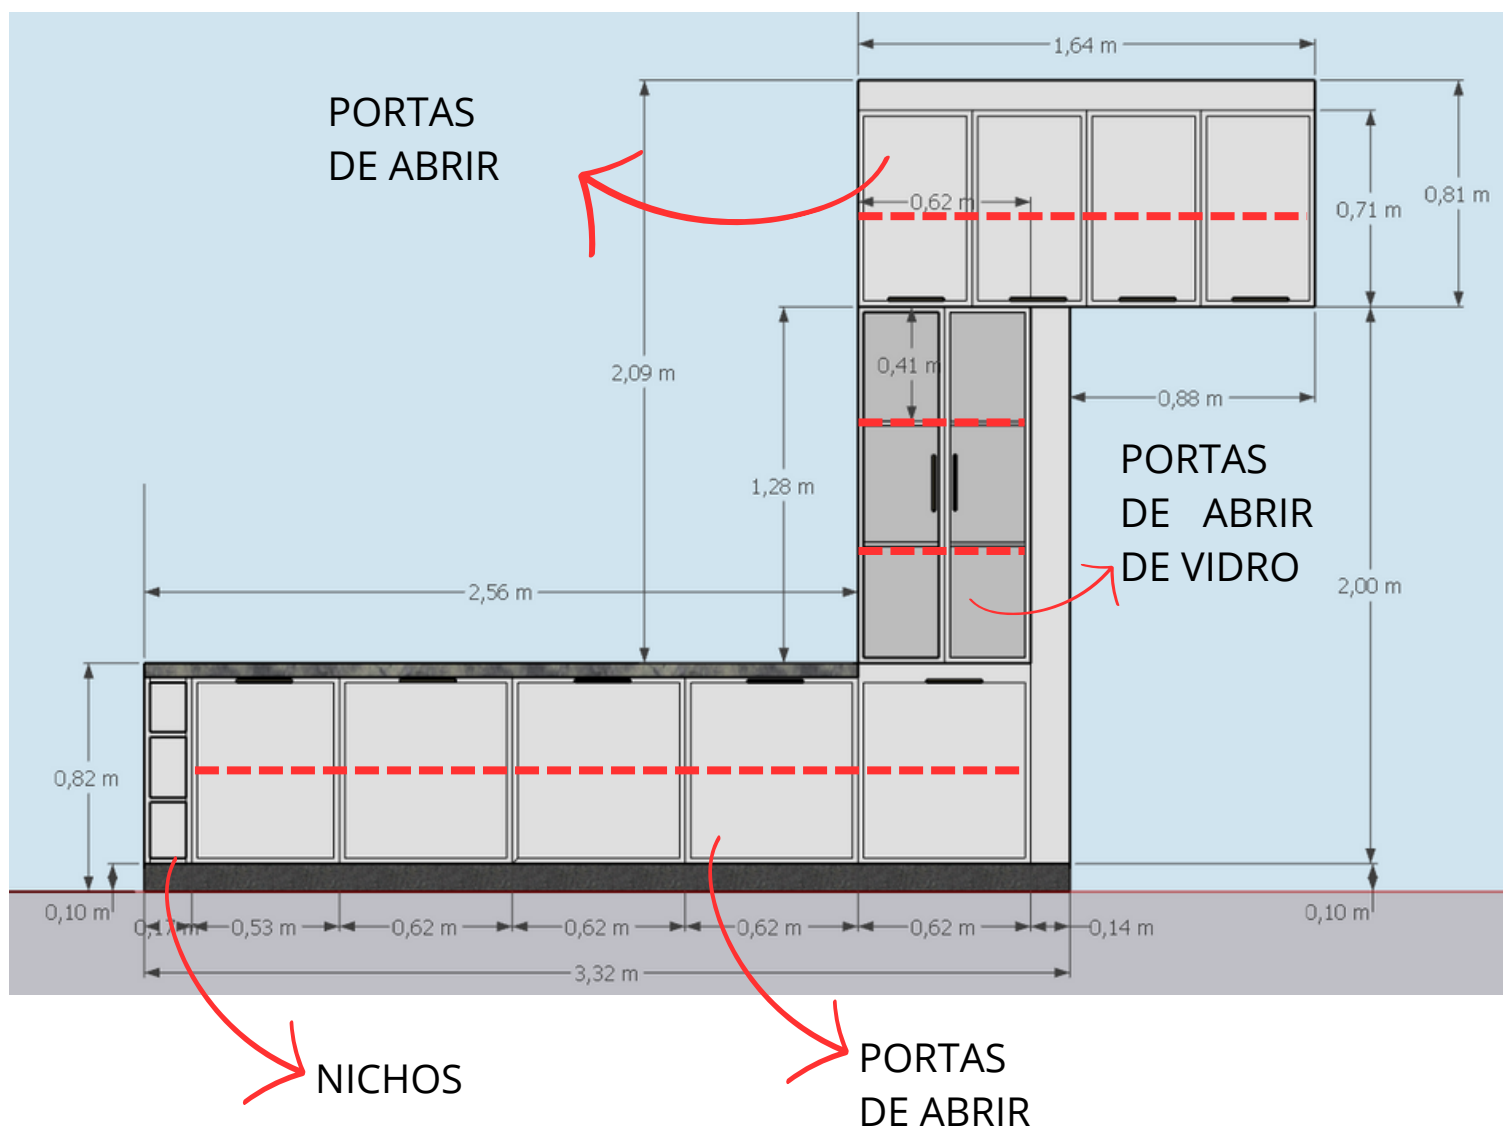 1,64 m
PORTAS
DE ABRIR
0,62 m
0,71 m
0,81 m
2,09 m
0,41 m
0,88 m
1,28 m
PORTAS
DE ABRIR
DE VIDRO
2,56 m
2,00 m
0,82 m
0,10 m
0,17 m
0,53 m
0,62 m
0,62 m
0,62 m
0,62 m
0,14 m
0,10 m
3,32 m
NICHOS
PORTAS
DE ABRIR